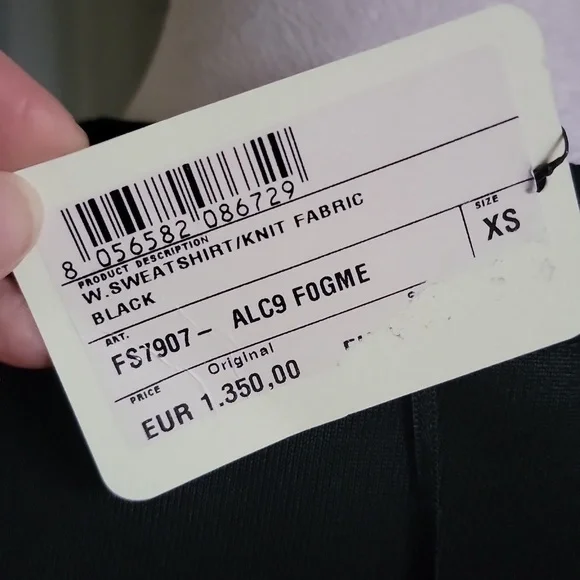 8 056582 086729
PRODUCT DESCRIPTION
W.SWEATSHIRT/KNIT FABRIC
BLACK
SIZE
XS
ART.
FS7907- ALC9 F0GME
PRICE
Original
EUR 1.350,00